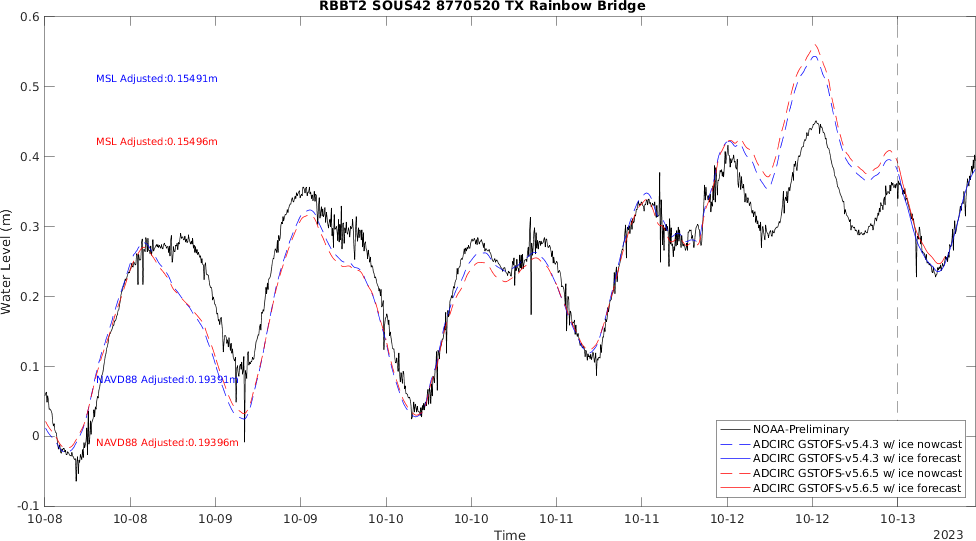 RBBT2 SOUS42 8770520 TX Rainbow Bridge
0.6
0.5
0.4
0.3
0.2
0.1
0
-0.1
Water Level (m)
MSL Adjusted:0.15491m
MSL Adjusted:0.15496m
NAVD88 Adjusted:0.19391m
NAVD88 Adjusted:0.19396m
NOAA-Preliminary
ADCIRC GSTOFS-v5.4.3 w/ ice nowcast
ADCIRC GSTOFS-v5.4.3 w/ ice forecast
ADCIRC GSTOFS-v5.6.5 w/ ice nowcast
ADCIRC GSTOFS-v5.6.5 w/ ice forecast
10-08 10-08 10-09 10-09 10-10 10-10 10-11 10-11 10-12 10-12 10-13
Time
2023